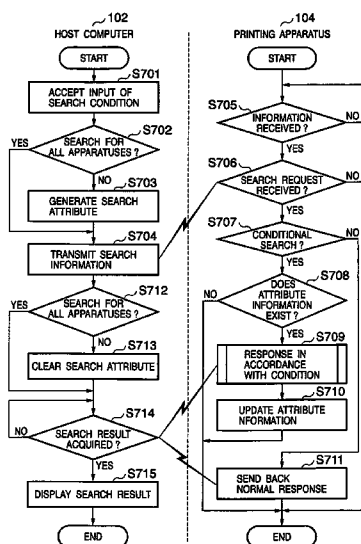 102
HOST COMPUTER
START
S701
ACCEPT INPUT OF
SEARCH CONDITION
S702
YES
SEARCH FOR
ALL APPARATUSES ?
NO
S703
GENERATE SEARCH
ATTRIBUTE
S704
TRANSMIT SEARCH
INFORMATION
S712
YES
SEARCH FOR
ALL APPARATUSES ?
NO
S713
CLEAR SEARCH ATTRIBUTE
S714
NO
SEARCH RESULT
ACQUIRED ?
YES
S715
DISPLAY SEARCH RESULT
END
104
PRINTING APPARATUS
START
S705
INFORMATION
RECEIVED ?
NO
YES
S706
SEARCH REQUEST
RECEIVED ?
NO
YES
S707
CONDITIONAL
SEARCH ?
NO
YES
S708
DOES
ATTRIBUTE
INFORMATION
EXIST ?
NO
YES
S709
RESPONSE IN
ACCORDANCE WITH
CONDITION
S710
UPDATE ATTRIBUTE
INFORMATION
S711
SEND BACK
NORMAL RESPONSE
END